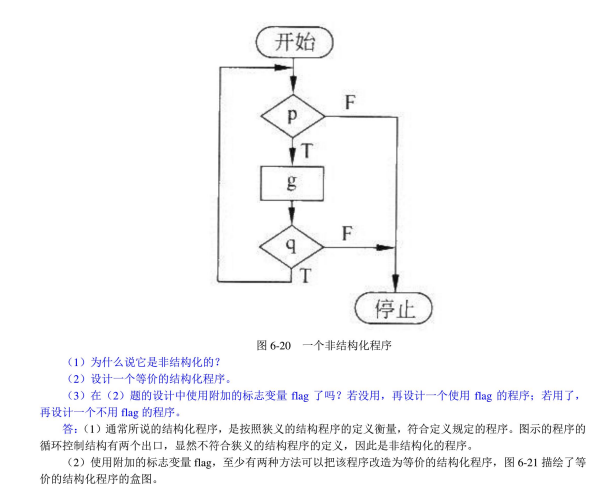 开始
p
F
T
g
q
F
T
停止
图 6-20 一个非结构化程序
（1）为什么说它是非结构化的？
（2）设计一个等价的结构化程序。
（3）在（2）题的设计中使用附加的标志变量 flag 了吗？若没用，再设计一个使用 flag 的程序；若用了，
再设计一个不用 flag 的程序。
答：（1）通常所说的结构化程序，是按照狭义的结构程序的定义衡量，符合定义规定的程序。图示的程序的
循环控制结构有两个出口，显然不符合狭义的结构程序的定义，因此是非结构化的程序。
（2）使用附加的标志变量 flag，至少有两种方法可以把该程序改造为等价的结构化程序，图 6-21 描绘了等
价的结构化程序的盒图。